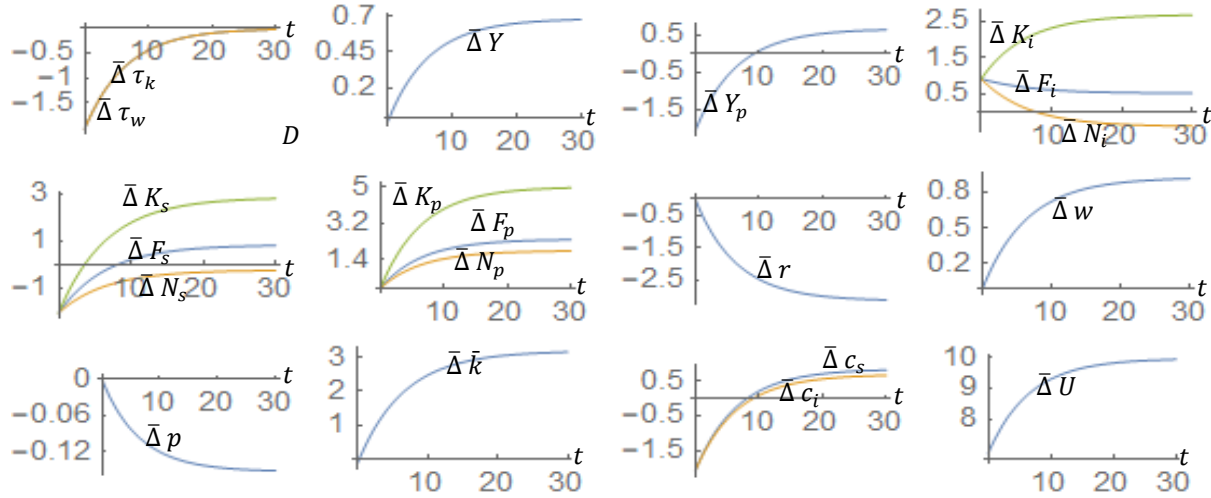 t 10 20 30 −0.5 −1 −1.5 Δ̄ τ_k Δ̄ τ_w D
0.7 0.45 0.2 Δ̄ Y 10 20 30 t
0.5 −0.5 −1.5 Δ̄ Y_p 10 20 30 t
2.5 1.5 0.5 Δ̄ K_i Δ̄ F_i Δ̄ N_i 10 30 t
3 1 −1 Δ̄ K_s Δ̄ F_s Δ̄ N_s 10 20 30 t
5 3.2 1.4 Δ̄ K_p Δ̄ F_p Δ̄ N_p 10 20 30 t
−0.5 −1.5 −2.5 Δ̄ r 10 20 30 t
0.8 0.5 0.2 Δ̄ w 10 20 30 t
0 −0.06 −0.12 Δ̄ p 10 20 30 t
3 2 1 Δ̄ k̄ 10 20 30 t
0.5 −0.5 −1.5 Δ̄ c_s Δ̄ c_i 10 20 30 t
10 9 8 Δ̄ U 10 20 30 t